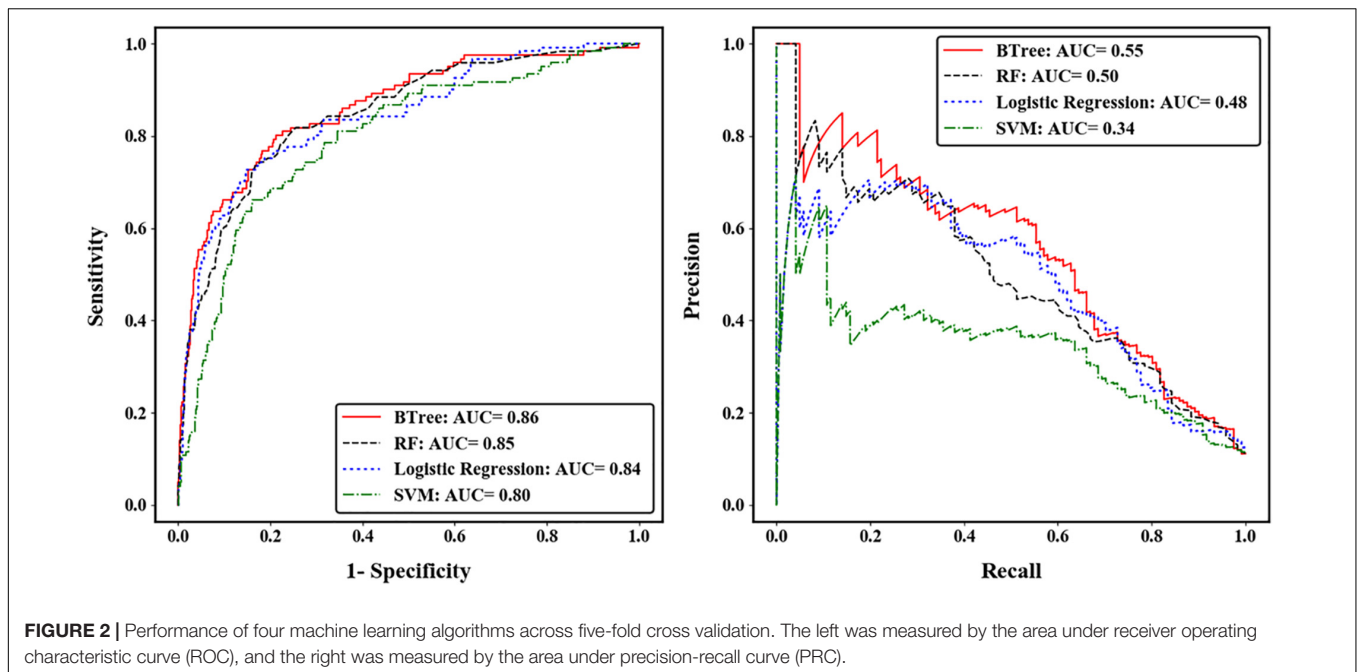 1.0
0.8
0.6
0.4
0.2
0.0
Sensitivity
0.0 0.2 0.4 0.6 0.8 1.0
1- Specificity
BTree: AUC= 0.86
RF: AUC= 0.85
Logistic Regression: AUC= 0.84
SVM: AUC= 0.80
1.0
0.8
0.6
0.4
0.2
0.0
Precision
0.0 0.2 0.4 0.6 0.8 1.0
Recall
BTree: AUC= 0.55
RF: AUC= 0.50
Logistic Regression: AUC= 0.48
SVM: AUC= 0.34
FIGURE 2 | Performance of four machine learning algorithms across five-fold cross validation. The left was measured by the area under receiver operating
characteristic curve (ROC), and the right was measured by the area under precision-recall curve (PRC).